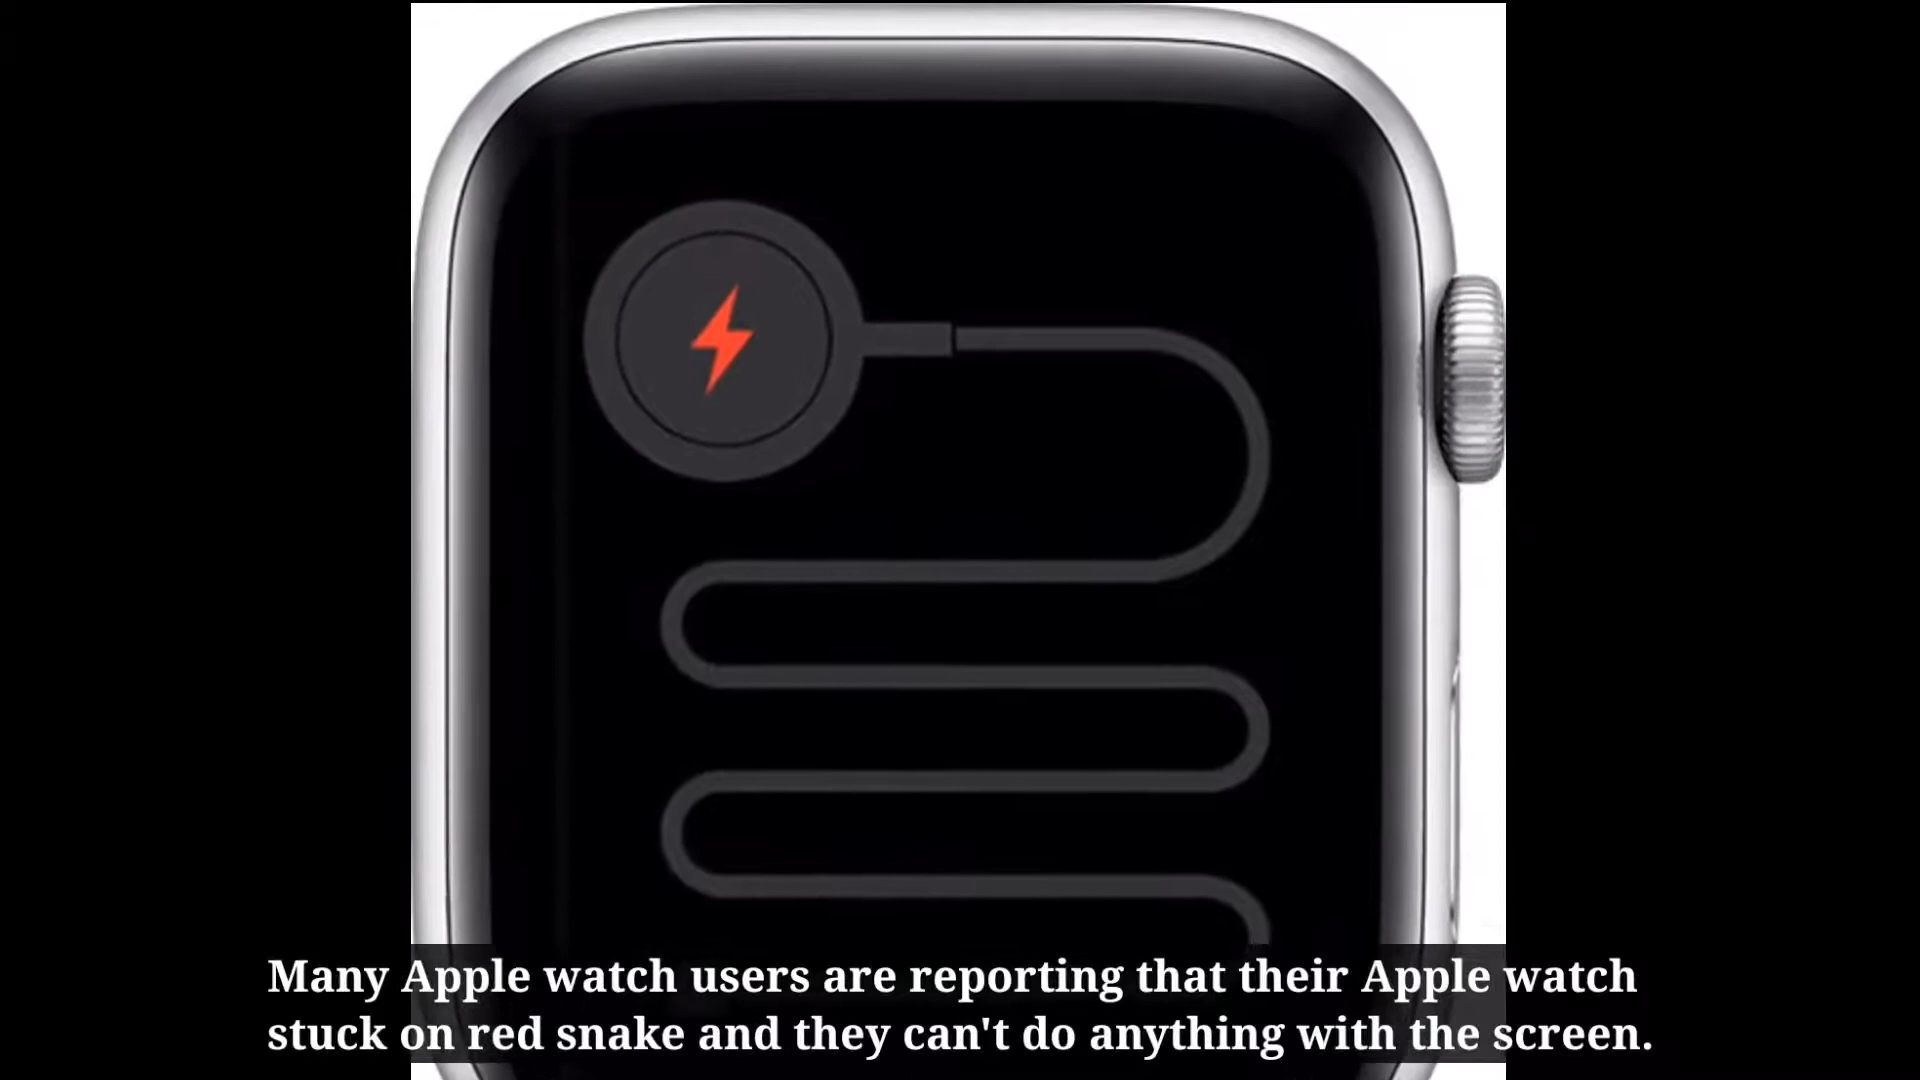 Many Apple watch users are reporting that their Apple watch
stuck on red snake and they can't do anything with the screen.